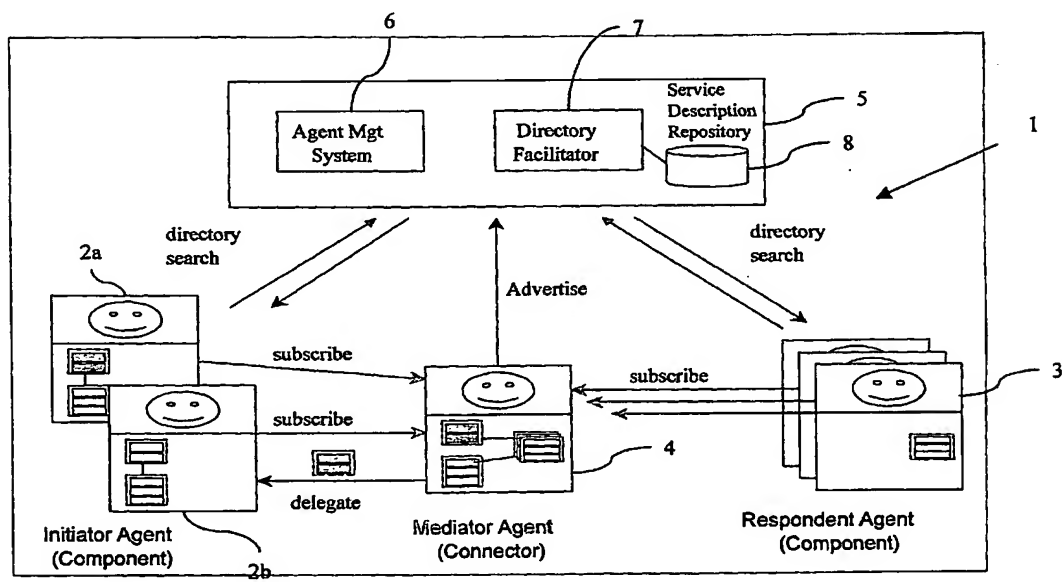 6
7
Service
Description
Repository
5
1
Agent Mgt
System
Directory
Facilitator
8
directory
search
directory
search
2a
Advertise
subscribe
subscribe
3
subscribe
4
delegate
Initiator Agent
(Component)
Mediator Agent
(Connector)
Respondent Agent
(Component)
2b